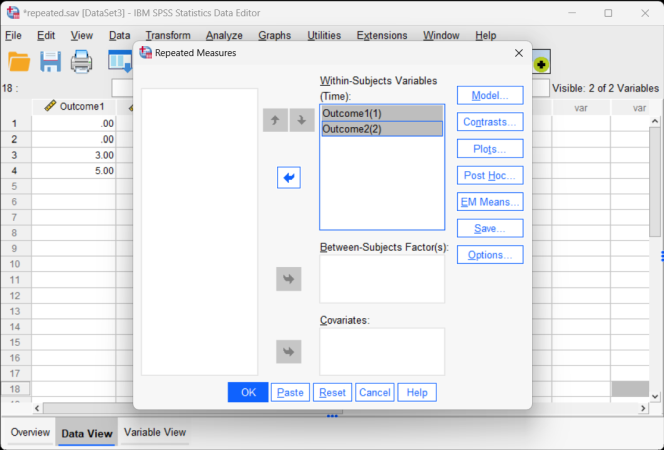 *repeated.sav [DataSet3] - IBM SPSS Statistics Data Editor
File Edit View Data Transform Analyze Graphs Utilities Extensions Window Help
Repeated Measures
18 :
Visible: 2 of 2 Variables
Outcome1
var
var
1 .00
2 .00
3 3.00
4 5.00
5
6
7
8
9
10
11
12
13
14
15
16
17
18
Within-Subjects Variables
(Time):
Outcome1(1)
Outcome2(2)
Between-Subjects Factor(s):
Covariates:
Model...
Contrasts...
Plots...
Post Hoc...
EM Means...
Save...
Options...
OK Paste Reset Cancel Help
Overview Data View Variable View